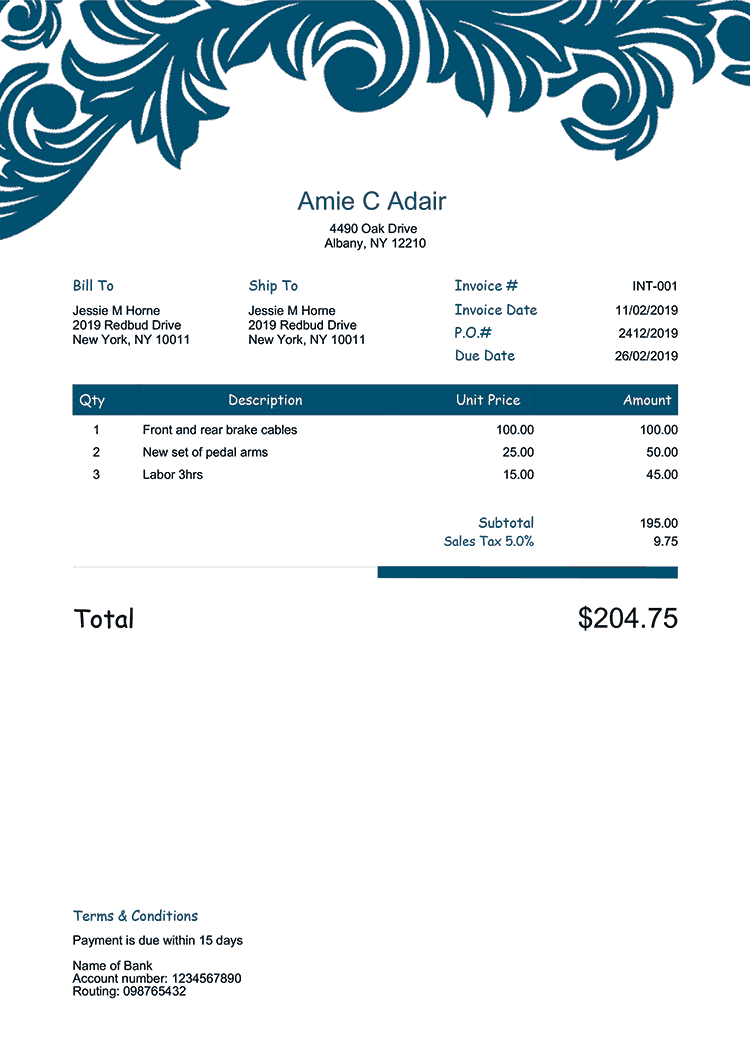 Amie C Adair
4490 Oak Drive
Albany, NY 12210
Bill To
Jessie M Horne
2019 Redbud Drive
New York, NY 10011
Ship To
Jessie M Horne
2019 Redbud Drive
New York, NY 10011
Invoice # INT-001
Invoice Date 11/02/2019
P.O.# 2412/2019
Due Date 26/02/2019
Qty Description Unit Price Amount
1 Front and rear brake cables 100.00 100.00
2 New set of pedal arms 25.00 50.00
3 Labor 3hrs 15.00 45.00
Subtotal 195.00
Sales Tax 5.0% 9.75
Total $204.75
Terms & Conditions
Payment is due within 15 days
Name of Bank
Account number: 1234567890
Routing: 098765432